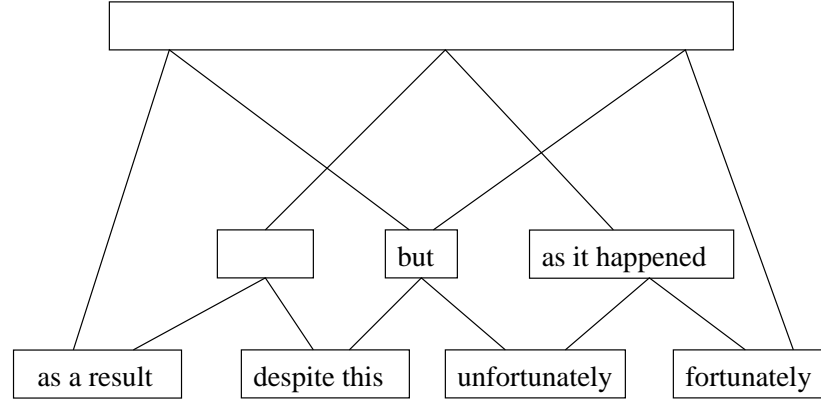 but
as it happened
as a result
despite this
unfortunately
fortunately